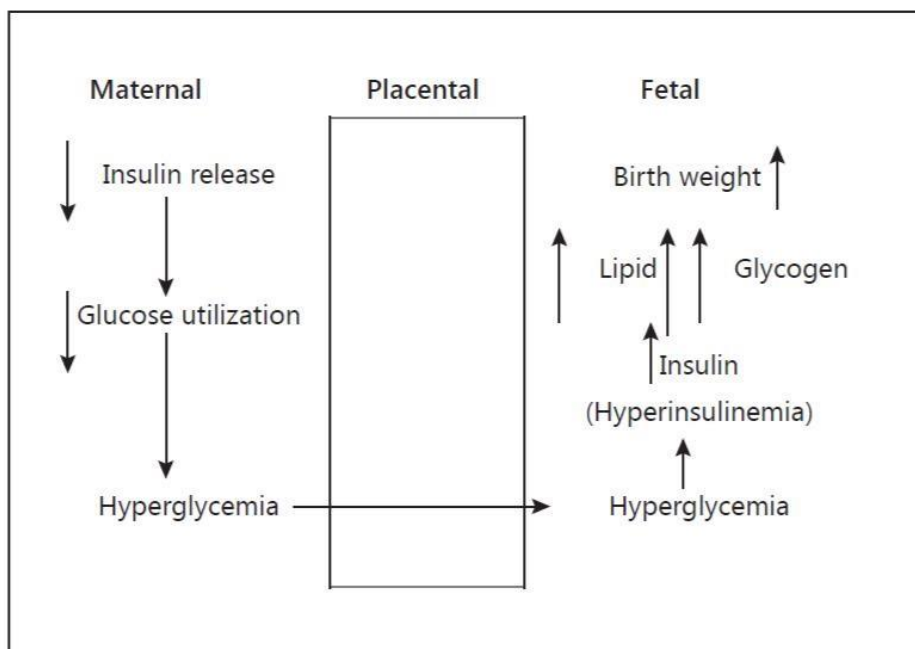 Maternal
Placental
Fetal
Insulin release
Birth weight
Lipid
Glycogen
Glucose utilization
Insulin
(Hyperinsulinemia)
Hyperglycemia
Hyperglycemia